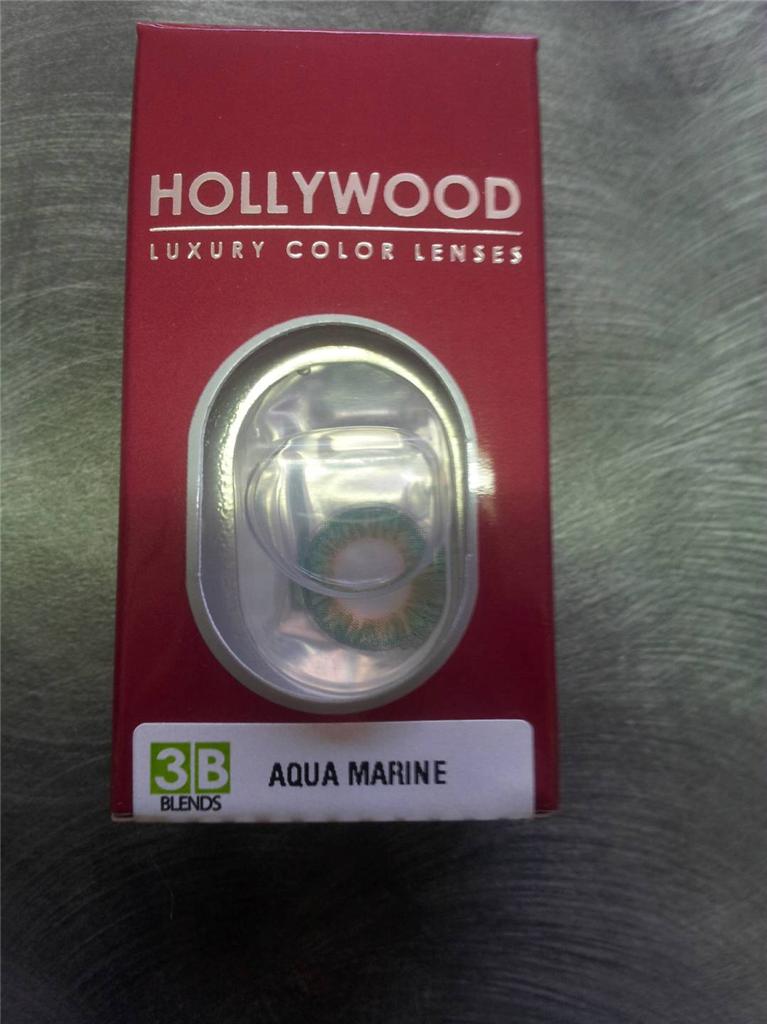 HOLLYWOOD
LUXURY COLOR LENSES
3B
BLENDS
AQUA MARINE